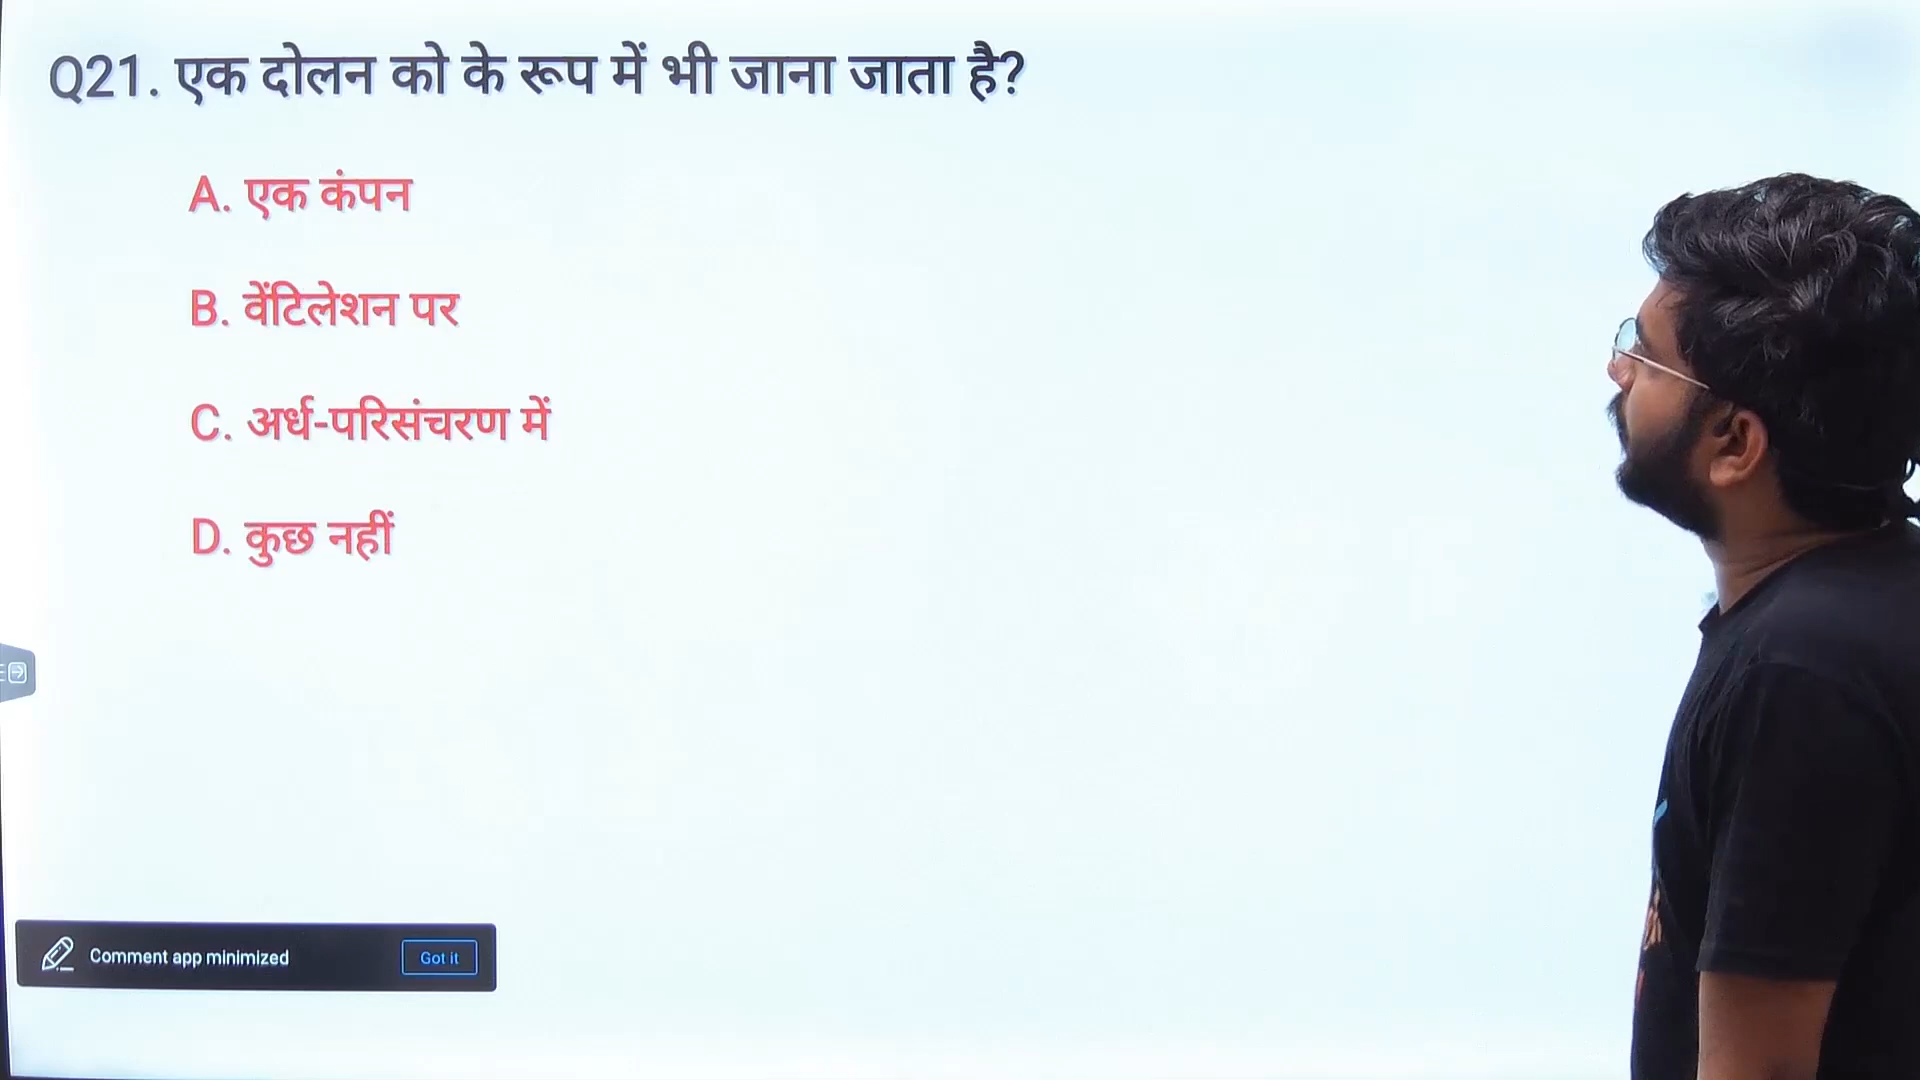 Q21. एक दोलन को के रूप में भी जाना जाता है?
A. एक कंपन
B. वेंटिलेशन पर
C. अर्ध-परिसंचरण में
D. कुछ नहीं
Comment app minimized
Got it